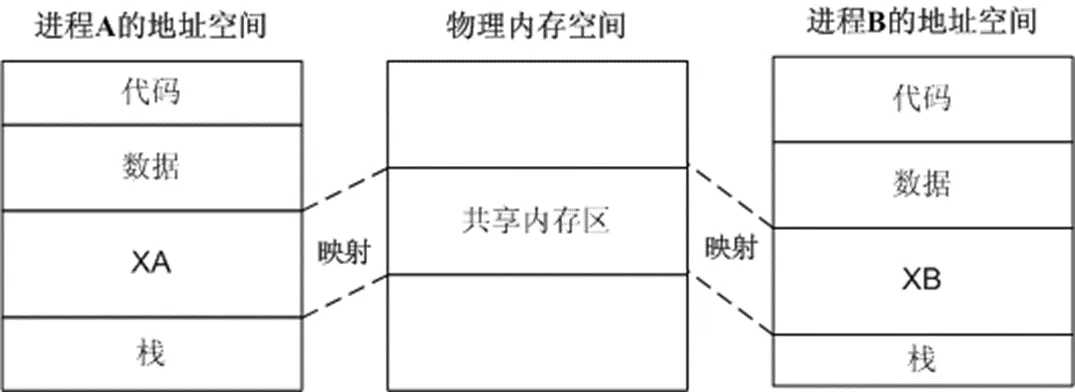 进程A的地址空间
代码
数据
XA
栈
映射
物理内存空间
共享内存区
映射
进程B的地址空间
代码
数据
XB
栈